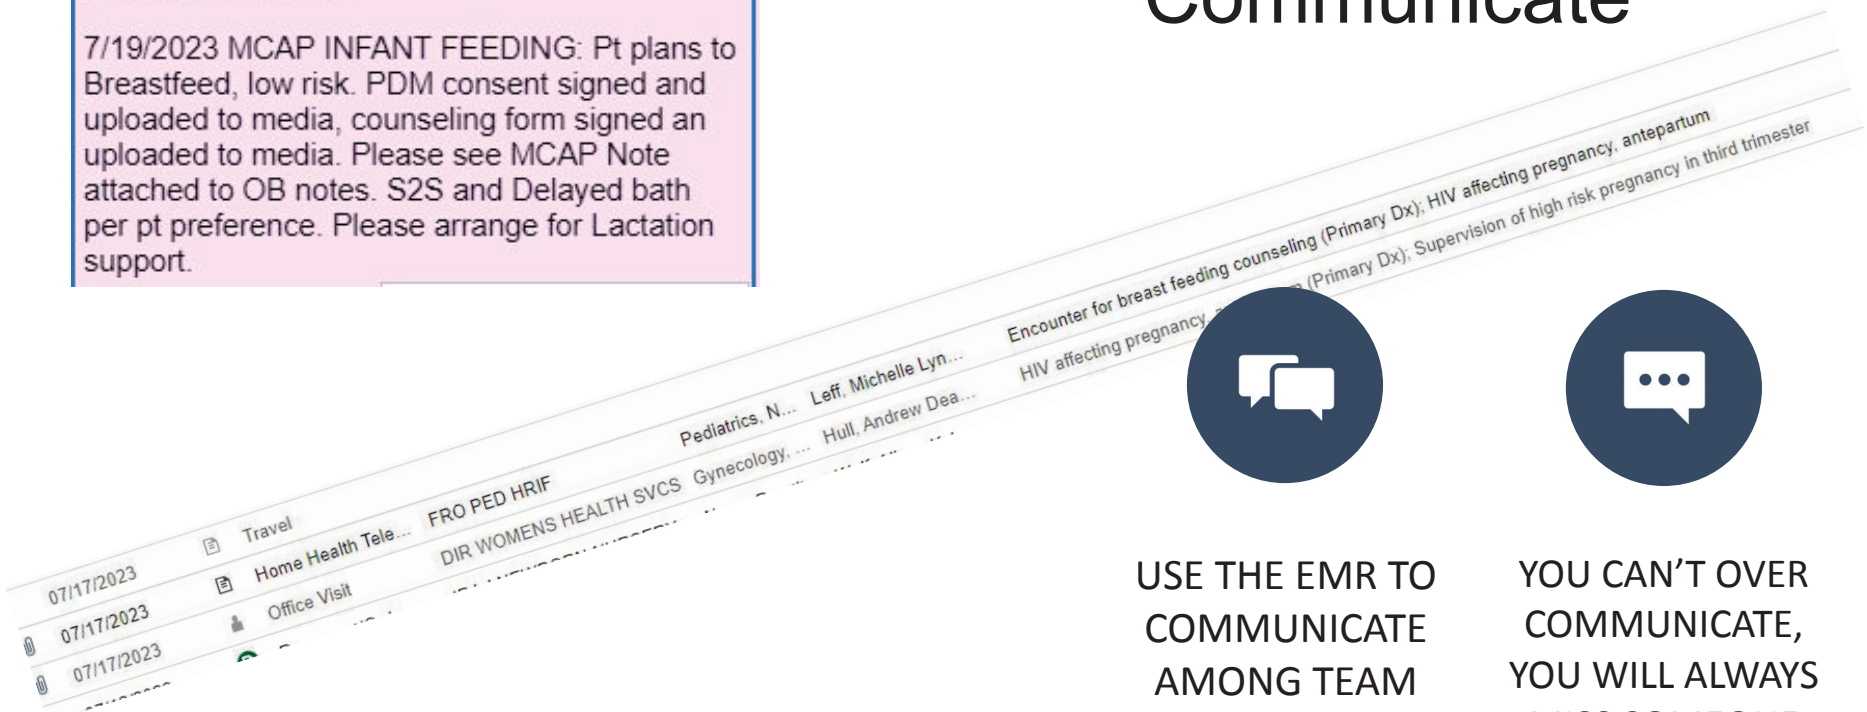 Communicate
7/19/2023 MCAP INFANT FEEDING: Pt plans to
Breastfeed, low risk. PDM consent signed and
uploaded to media, counseling form signed an
uploaded to media. Please see MCAP Note
attached to OB notes. S2S and Delayed bath
per pt preference. Please arrange for Lactation
support.
07/17/2023 Travel
07/17/2023 Home Health Tele... FRO PED HRIF Pediatrics, N... Leff, Michelle Lyn... Encounter for breast feeding counseling (Primary Dx); HIV affecting pregnancy, antepartum
07/17/2023 Office Visit DIR WOMENS HEALTH SVCS Gynecology, ... Hull, Andrew Dea... HIV affecting pregnancy, (Primary Dx); Supervision of high risk pregnancy in third trimester
USE THE EMR TO
COMMUNICATE
AMONG TEAM
YOU CAN'T OVER
COMMUNICATE,
YOU WILL ALWAYS